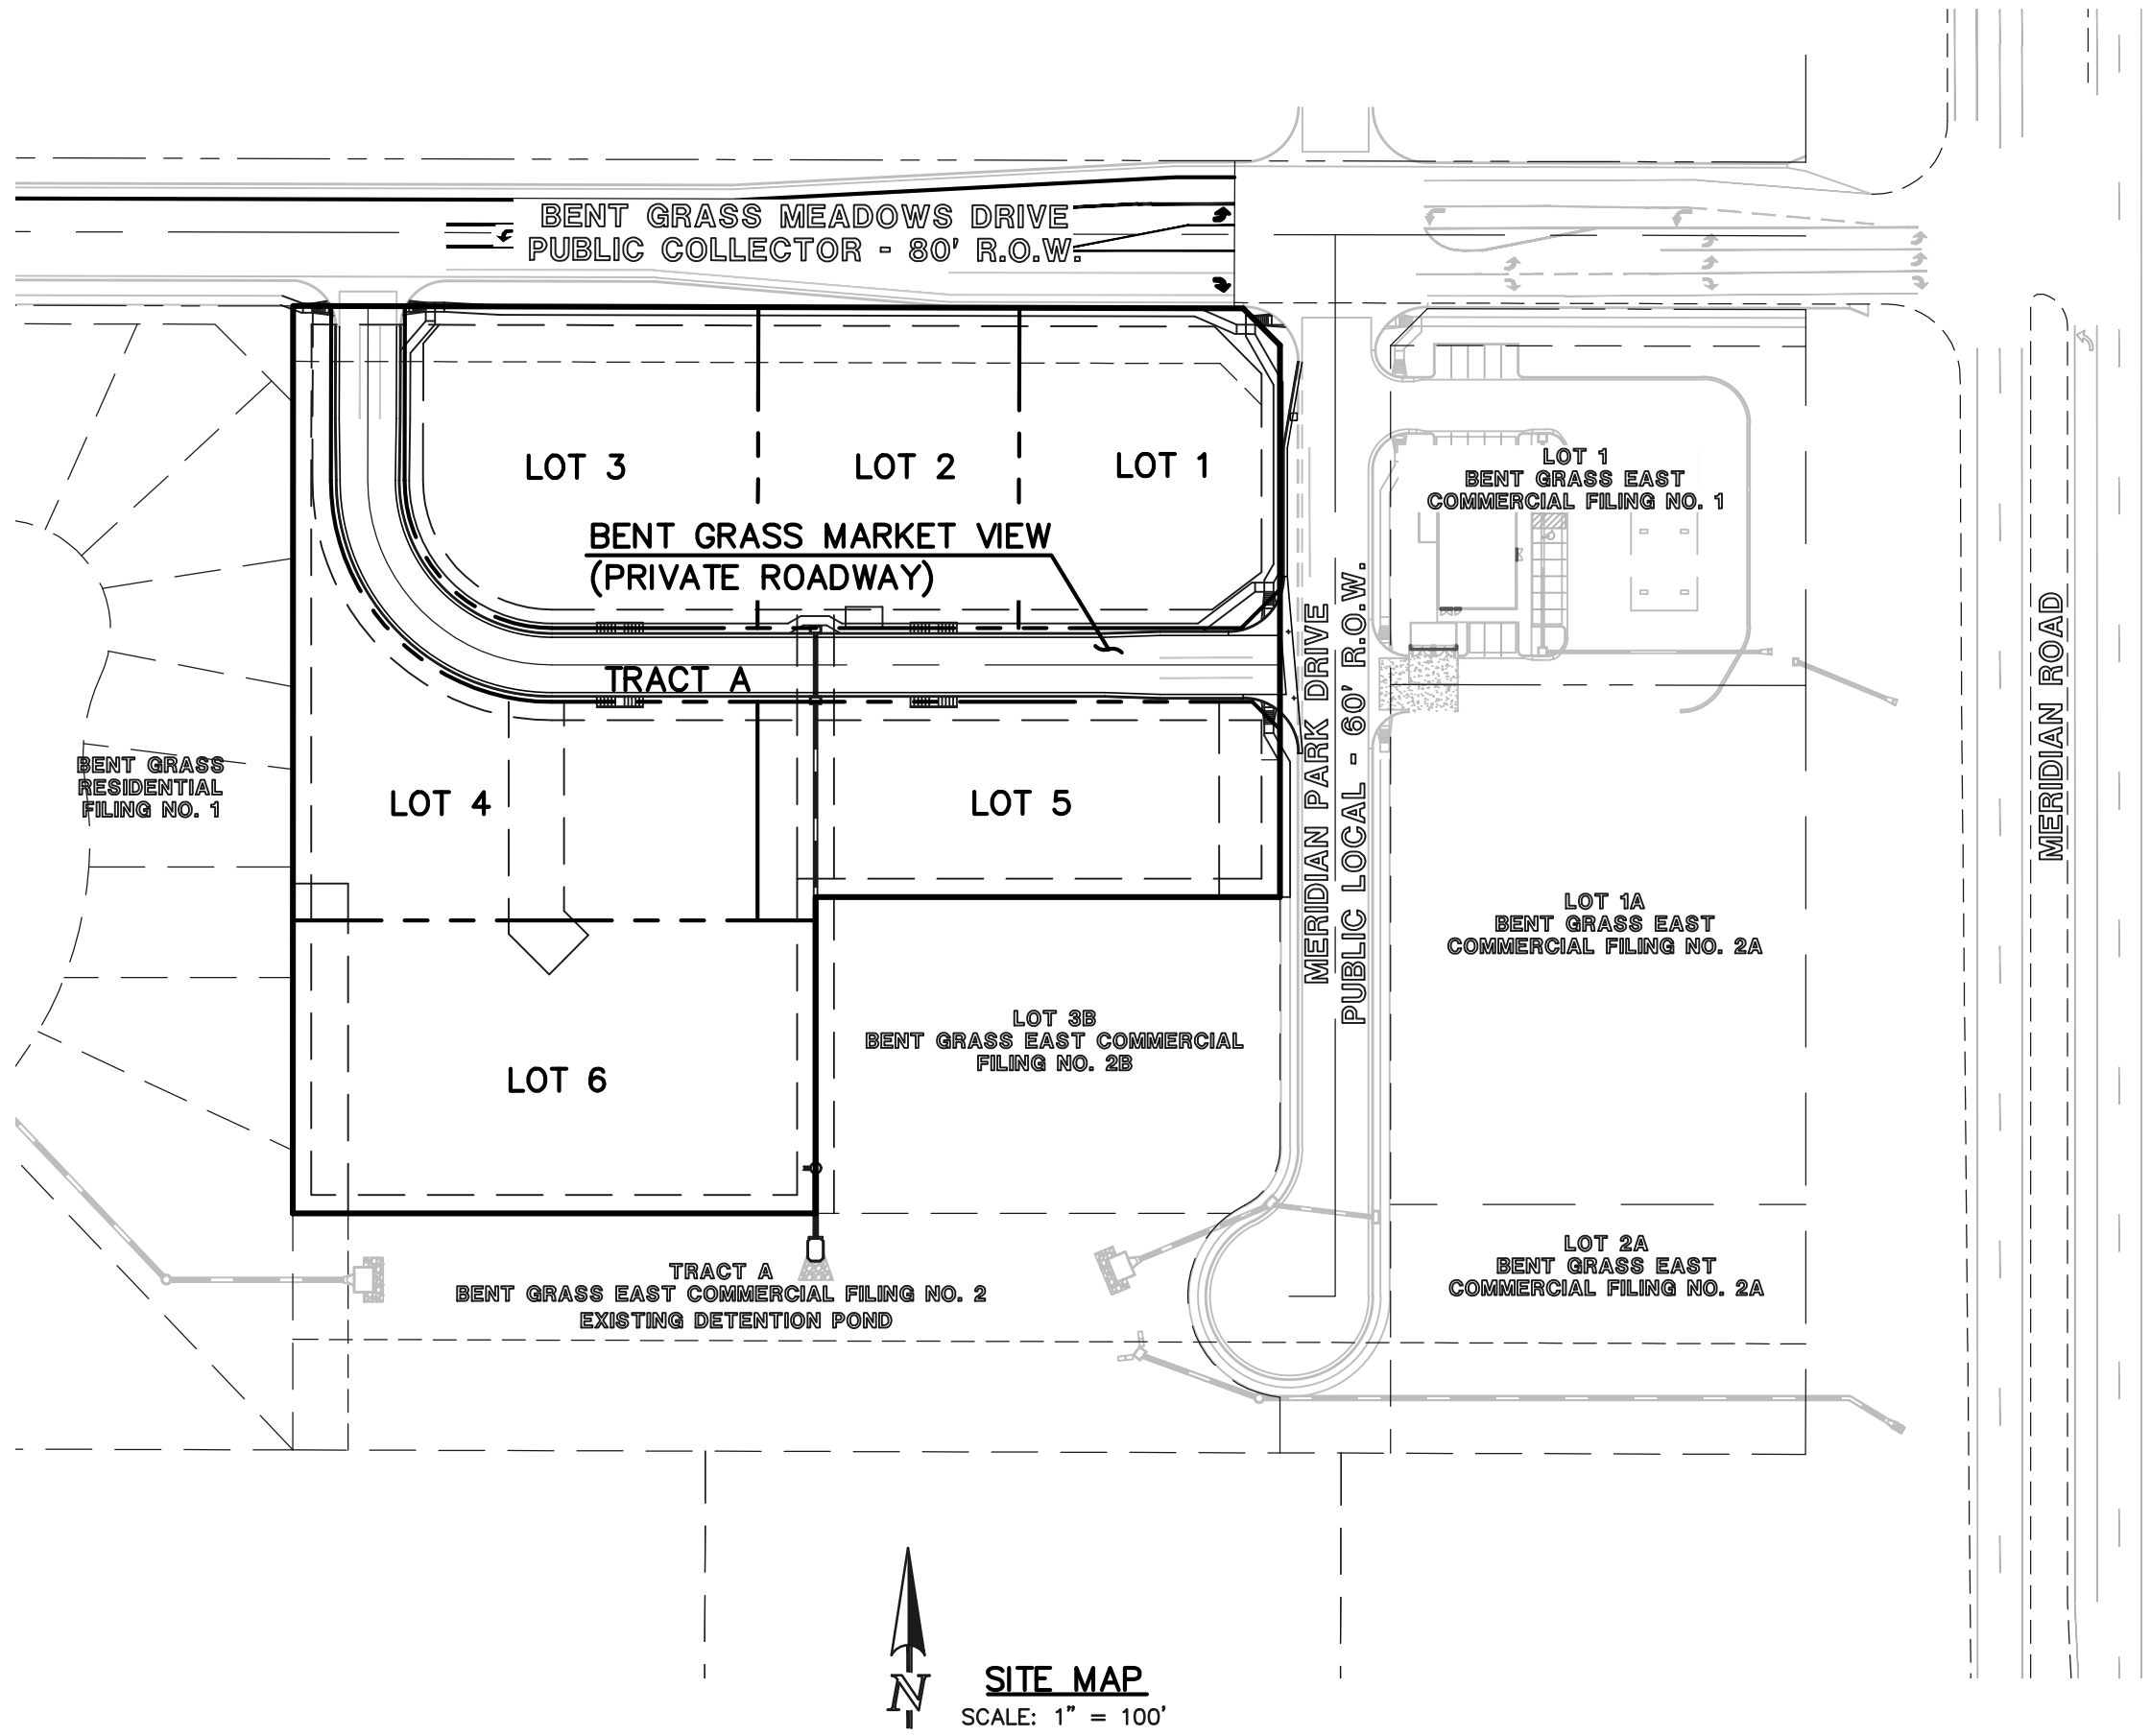 BENT GRASS MEADOWS DRIVE
PUBLIC COLLECTOR - 80' R.O.W.
LOT 3
LOT 2
LOT 1
BENT GRASS MARKET VIEW
(PRIVATE ROADWAY)
TRACT A
LOT 4
LOT 5
LOT 6
LOT 1
BENT GRASS EAST
COMMERCIAL FILING NO. 1
MERIDIAN PARK DRIVE
PUBLIC LOCAL - 60' R.O.W.
MERIDIAN ROAD
BENT GRASS
RESIDENTIAL
FILING NO. 1
LOT 1A
BENT GRASS EAST
COMMERCIAL FILING NO. 2A
LOT 3B
BENT GRASS EAST COMMERCIAL
FILING NO. 2B
LOT 2A
BENT GRASS EAST
COMMERCIAL FILING NO. 2A
TRACT A
BENT GRASS EAST COMMERCIAL FILING NO. 2
EXISTING DETENTION POND
N
SITE MAP
SCALE: 1" = 100'